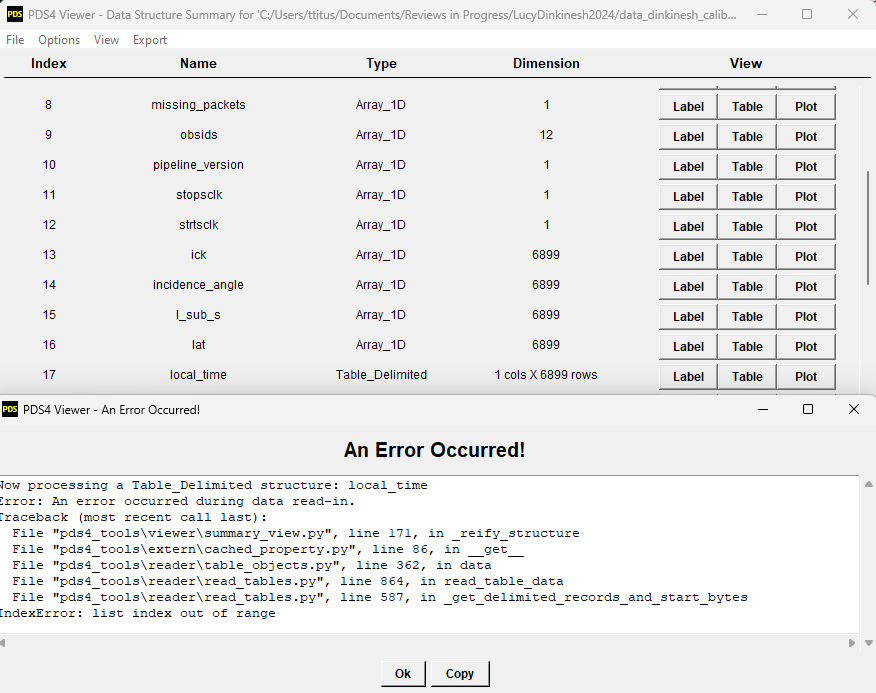 PDS PDS4 Viewer - Data Structure Summary for 'C:/Users/ttitus/Documents/Reviews in Progress/LucyDinkinesh2024/data_dinkinesh_calib...
File Options View Export
Index Name Type Dimension View
8 missing_packets Array_1D 1 Label Table Plot
9 obsids Array_1D 12 Label Table Plot
10 pipeline_version Array_1D 1 Label Table Plot
11 stopsclk Array_1D 1 Label Table Plot
12 strtsclk Array_1D 1 Label Table Plot
13 ick Array_1D 6899 Label Table Plot
14 incidence_angle Array_1D 6899 Label Table Plot
15 l_sub_s Array_1D 6899 Label Table Plot
16 lat Array_1D 6899 Label Table Plot
17 local_time Table_Delimited 1 cols X 6899 rows Label Table Plot
PDS PDS4 Viewer - An Error Occurred!
An Error Occurred!
Now processing a Table_Delimited structure: local_time
Error: An error occurred during data read-in.
Traceback (most recent call last):
File "pds4_tools\viewer\summary_view.py", line 171, in _reify_structure
File "pds4_tools\extern\cached_property.py", line 86, in __get__
File "pds4_tools\reader\table_objects.py", line 362, in data
File "pds4_tools\reader\read_tables.py", line 864, in read_table_data
File "pds4_tools\reader\read_tables.py", line 587, in _get_delimited_records_and_start_bytes
IndexError: list index out of range
Ok Copy